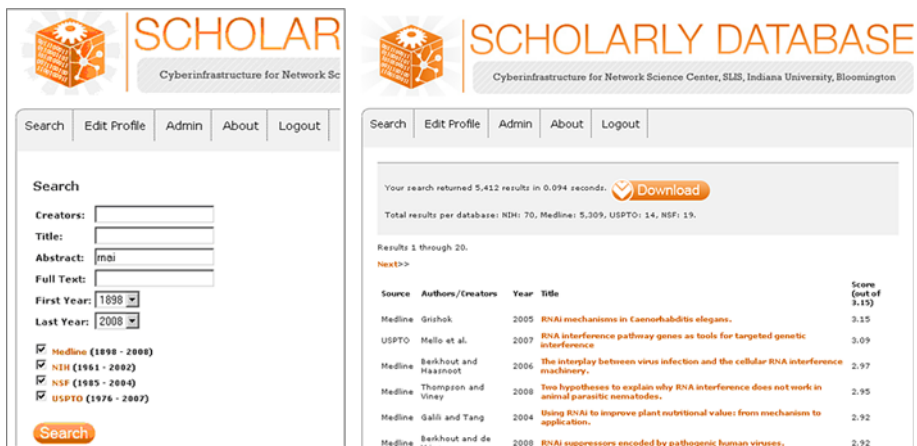 SCHOLAR
Cyberinfrastructure for Network Sc
Search Edit Profile Admin About Logout
Search
Creators:
Title:
Abstract: rnai
Full Text:
First Year: 1898
Last Year: 2008
Medline (1898 - 2008)
NIH (1961 - 2002)
NSF (1985 - 2004)
USPTO (1976 - 2007)
Search
SCHOLARLY DATABASE
Cyberinfrastructure for Network Science Center, SLIS, Indiana University, Bloomington
Search Edit Profile Admin About Logout
Your search returned 5,412 results in 0.094 seconds. Download
Total results per database: NIH: 70, Medline: 5,309, USPTO: 14, NSF: 19.
Results 1 through 20.
Next>>
Source Authors/Creators Year Title Score (out of 3.15)
Medline Grishok 2005 RNAi mechanisms in Caenorhabditis elegans. 3.15
USPTO Mello et al. 2007 RNA interference pathway genes as tools for targeted genetic interference 3.09
Medline Berkhout and Haasnoot 2006 The interplay between virus infection and the cellular RNA interference machinery. 2.97
Medline Thompson and Viney 2008 Two hypotheses to explain why RNA interference does not work in animal parasitic nematodes. 2.95
Medline Galili and Tang 2004 Using RNAi to improve plant nutritional value: from mechanism to application. 2.92
Medline Berkhout and de 2008 RNAi suppressors encoded by pathogenic human viruses. 2.92